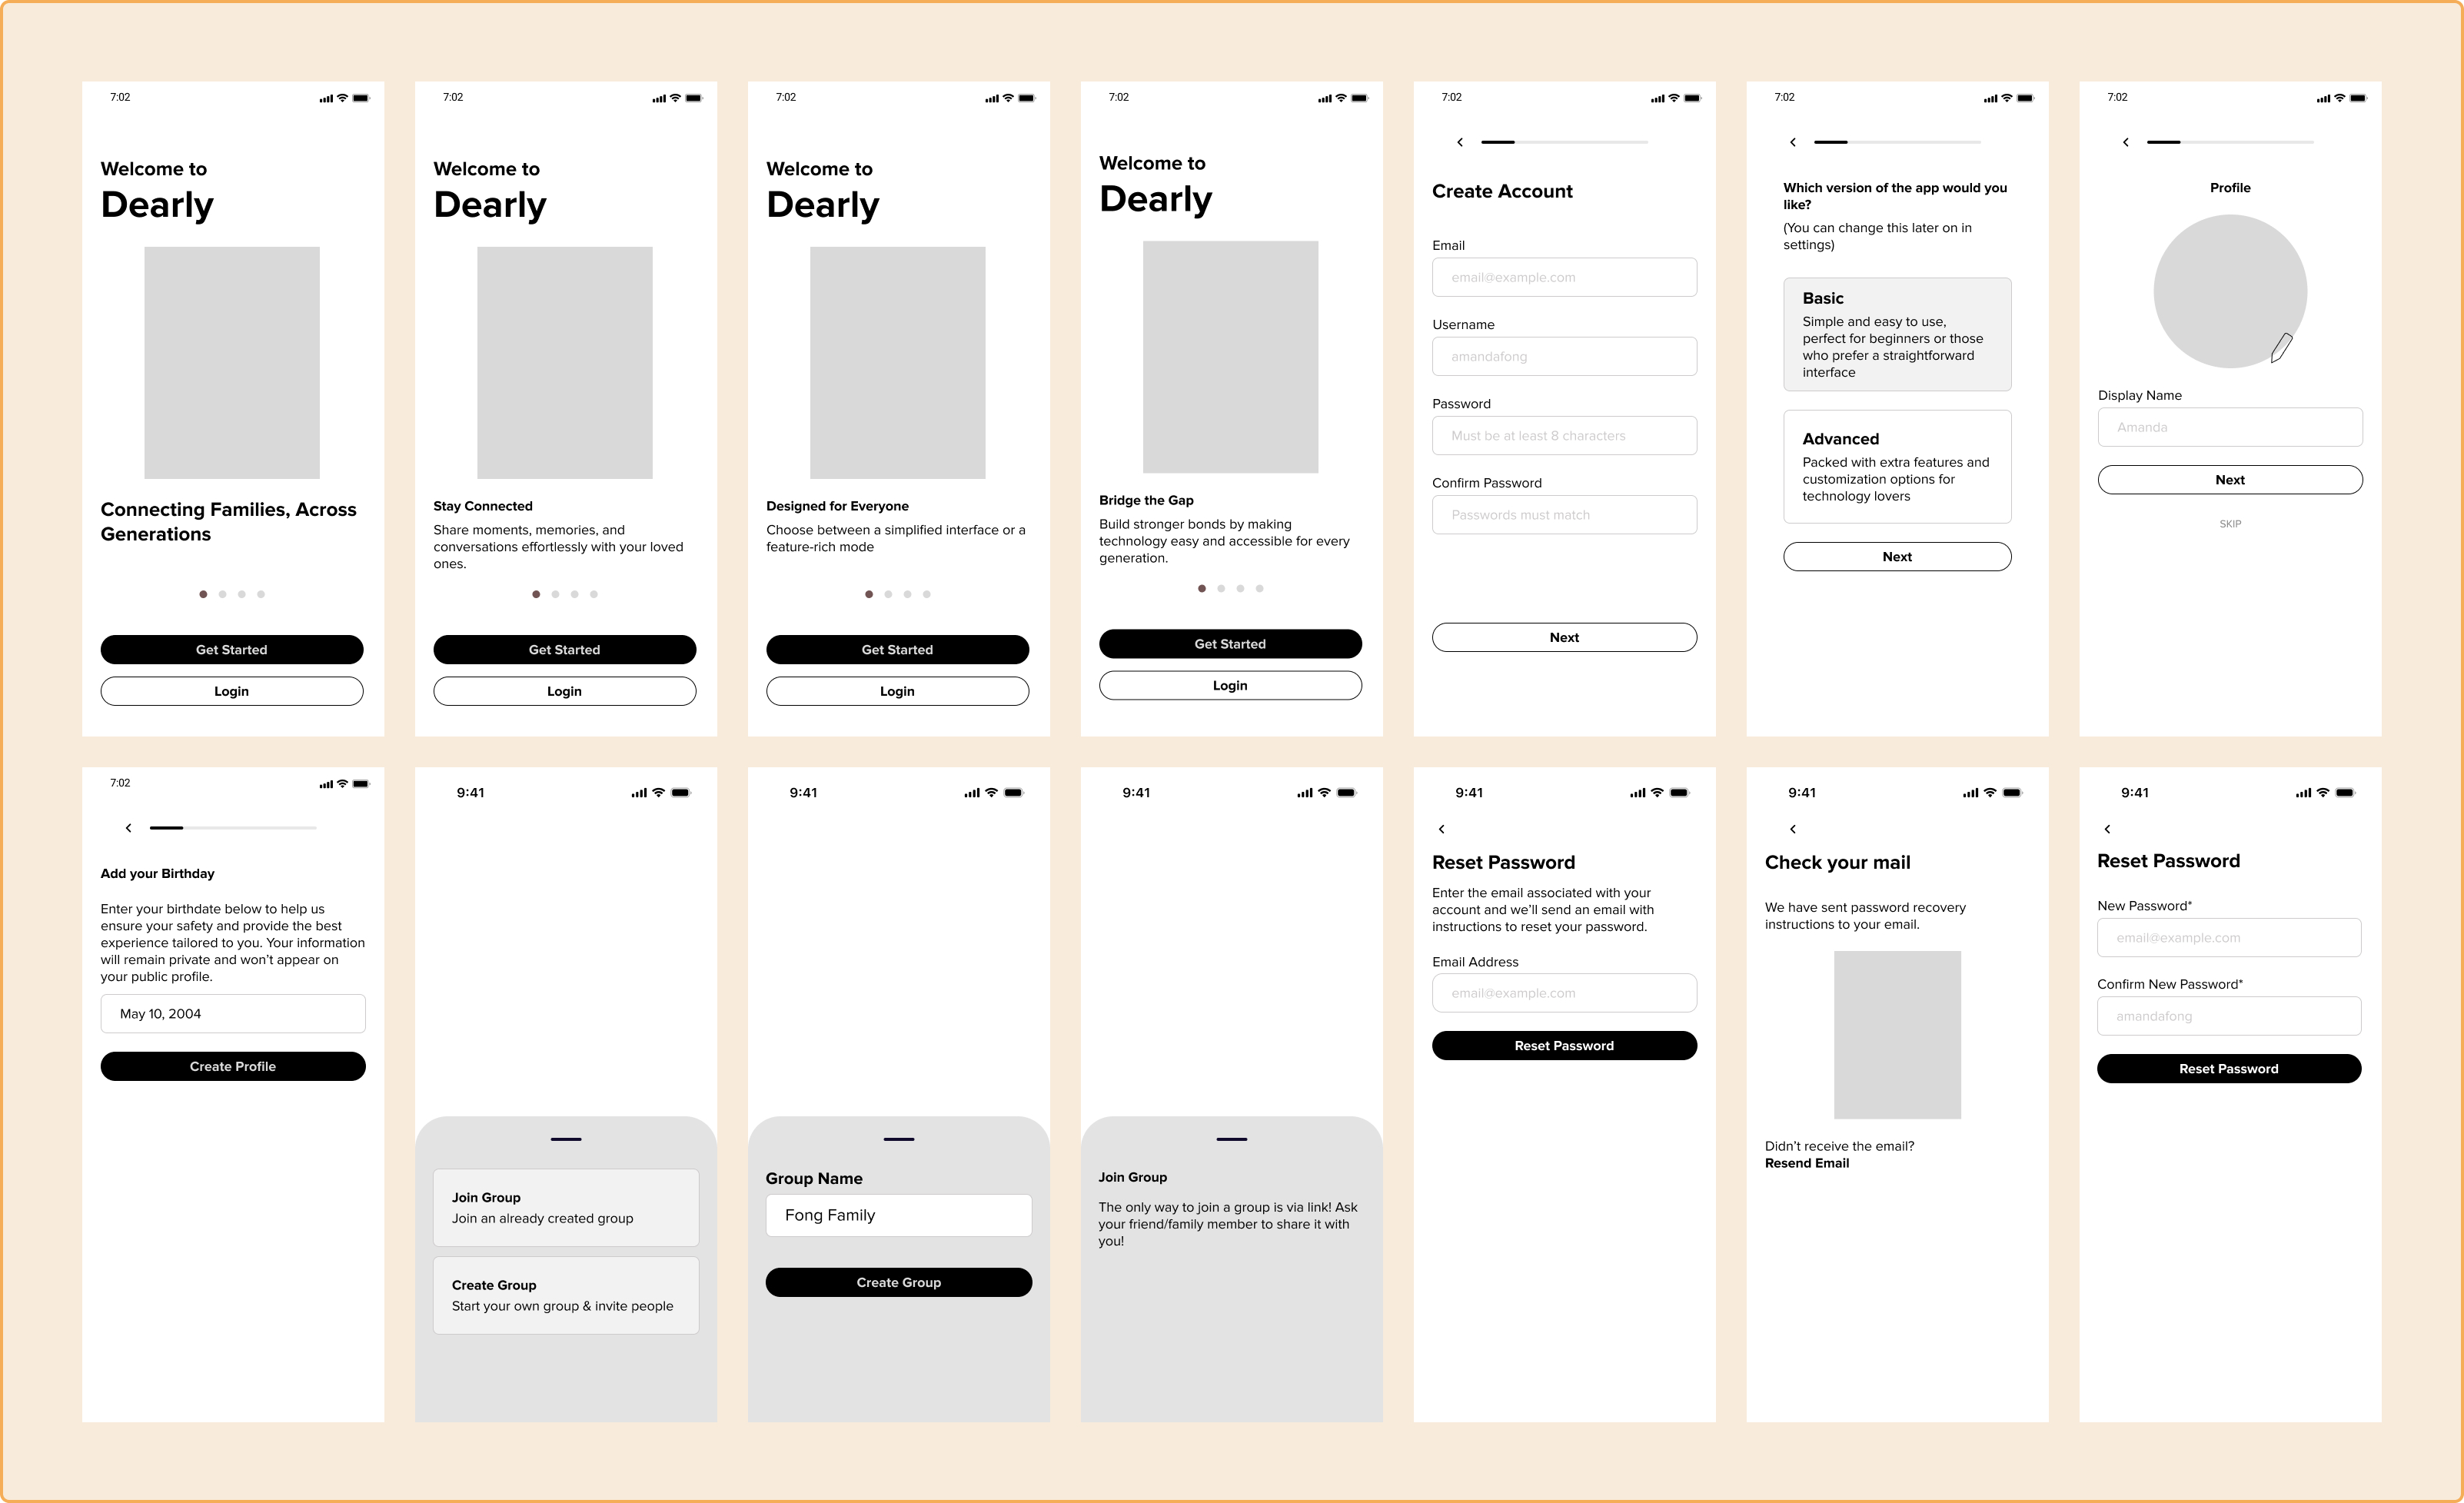 7:02
Welcome to
Dearly
Connecting Families, Across
Generations
Get Started
Login
7:02
Welcome to
Dearly
Stay Connected
Share moments, memories, and
conversations effortlessly with your loved
ones.
Get Started
Login
7:02
Welcome to
Dearly
Designed for Everyone
Choose between a simplified interface or a
feature-rich mode
Get Started
Login
7:02
Welcome to
Dearly
Bridge the Gap
Build stronger bonds by making
technology easy and accessible for every
generation.
Get Started
Login
7:02
Create Account
Email
email@example.com
Username
amandafong
Password
Must be at least 8 characters
Confirm Password
Passwords must match
Next
7:02
Which version of the app would you
like?
(You can change this later on in
settings)
Basic
Simple and easy to use,
perfect for beginners or those
who prefer a straightforward
interface
Advanced
Packed with extra features and
customization options for
technology lovers
Next
7:02
Profile
Display Name
Amanda
Next
SKIP
7:02
Add your Birthday
Enter your birthdate below to help us
ensure your safety and provide the best
experience tailored to you. Your information
will remain private and won't appear on
your public profile.
May 10, 2004
Create Profile
9:41
Join Group
Join an already created group
Create Group
Start your own group & invite people
9:41
Group Name
Fong Family
Create Group
9:41
Join Group
The only way to join a group is via link! Ask
your friend/family member to share it with
you!
9:41
Reset Password
Enter the email associated with your
account and we'll send an email with
instructions to reset your password.
Email Address
email@example.com
Reset Password
9:41
Check your mail
We have sent password recovery
instructions to your email.
Didn't receive the email?
Resend Email
9:41
Reset Password
New Password*
email@example.com
Confirm New Password*
amandafong
Reset Password